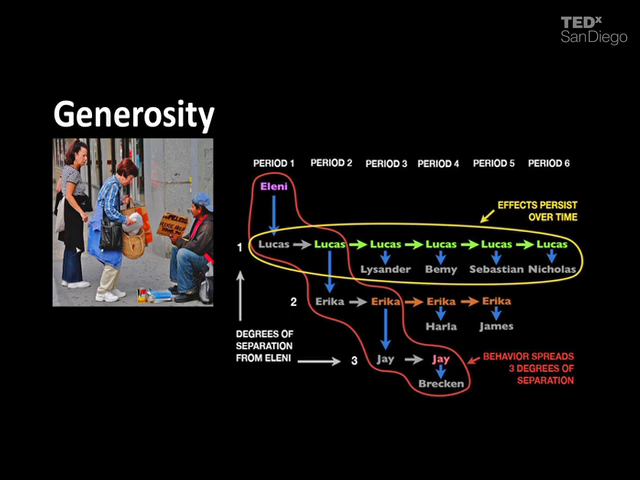 TEDx
SanDiego
Generosity
PERIOD 1 PERIOD 2 PERIOD 3 PERIOD 4 PERIOD 5 PERIOD 6
Eleni
EFFECTS PERSIST
OVER TIME
1 Lucas Lucas Lucas Lucas Lucas Lucas
Lysander Bemy Sebastian Nicholas
2 Erika Erika Erika Erika
Harla James
DEGREES OF
SEPARATION
FROM ELENI
3 Jay Jay
Brecken
BEHAVIOR SPREADS
3 DEGREES OF
SEPARATION